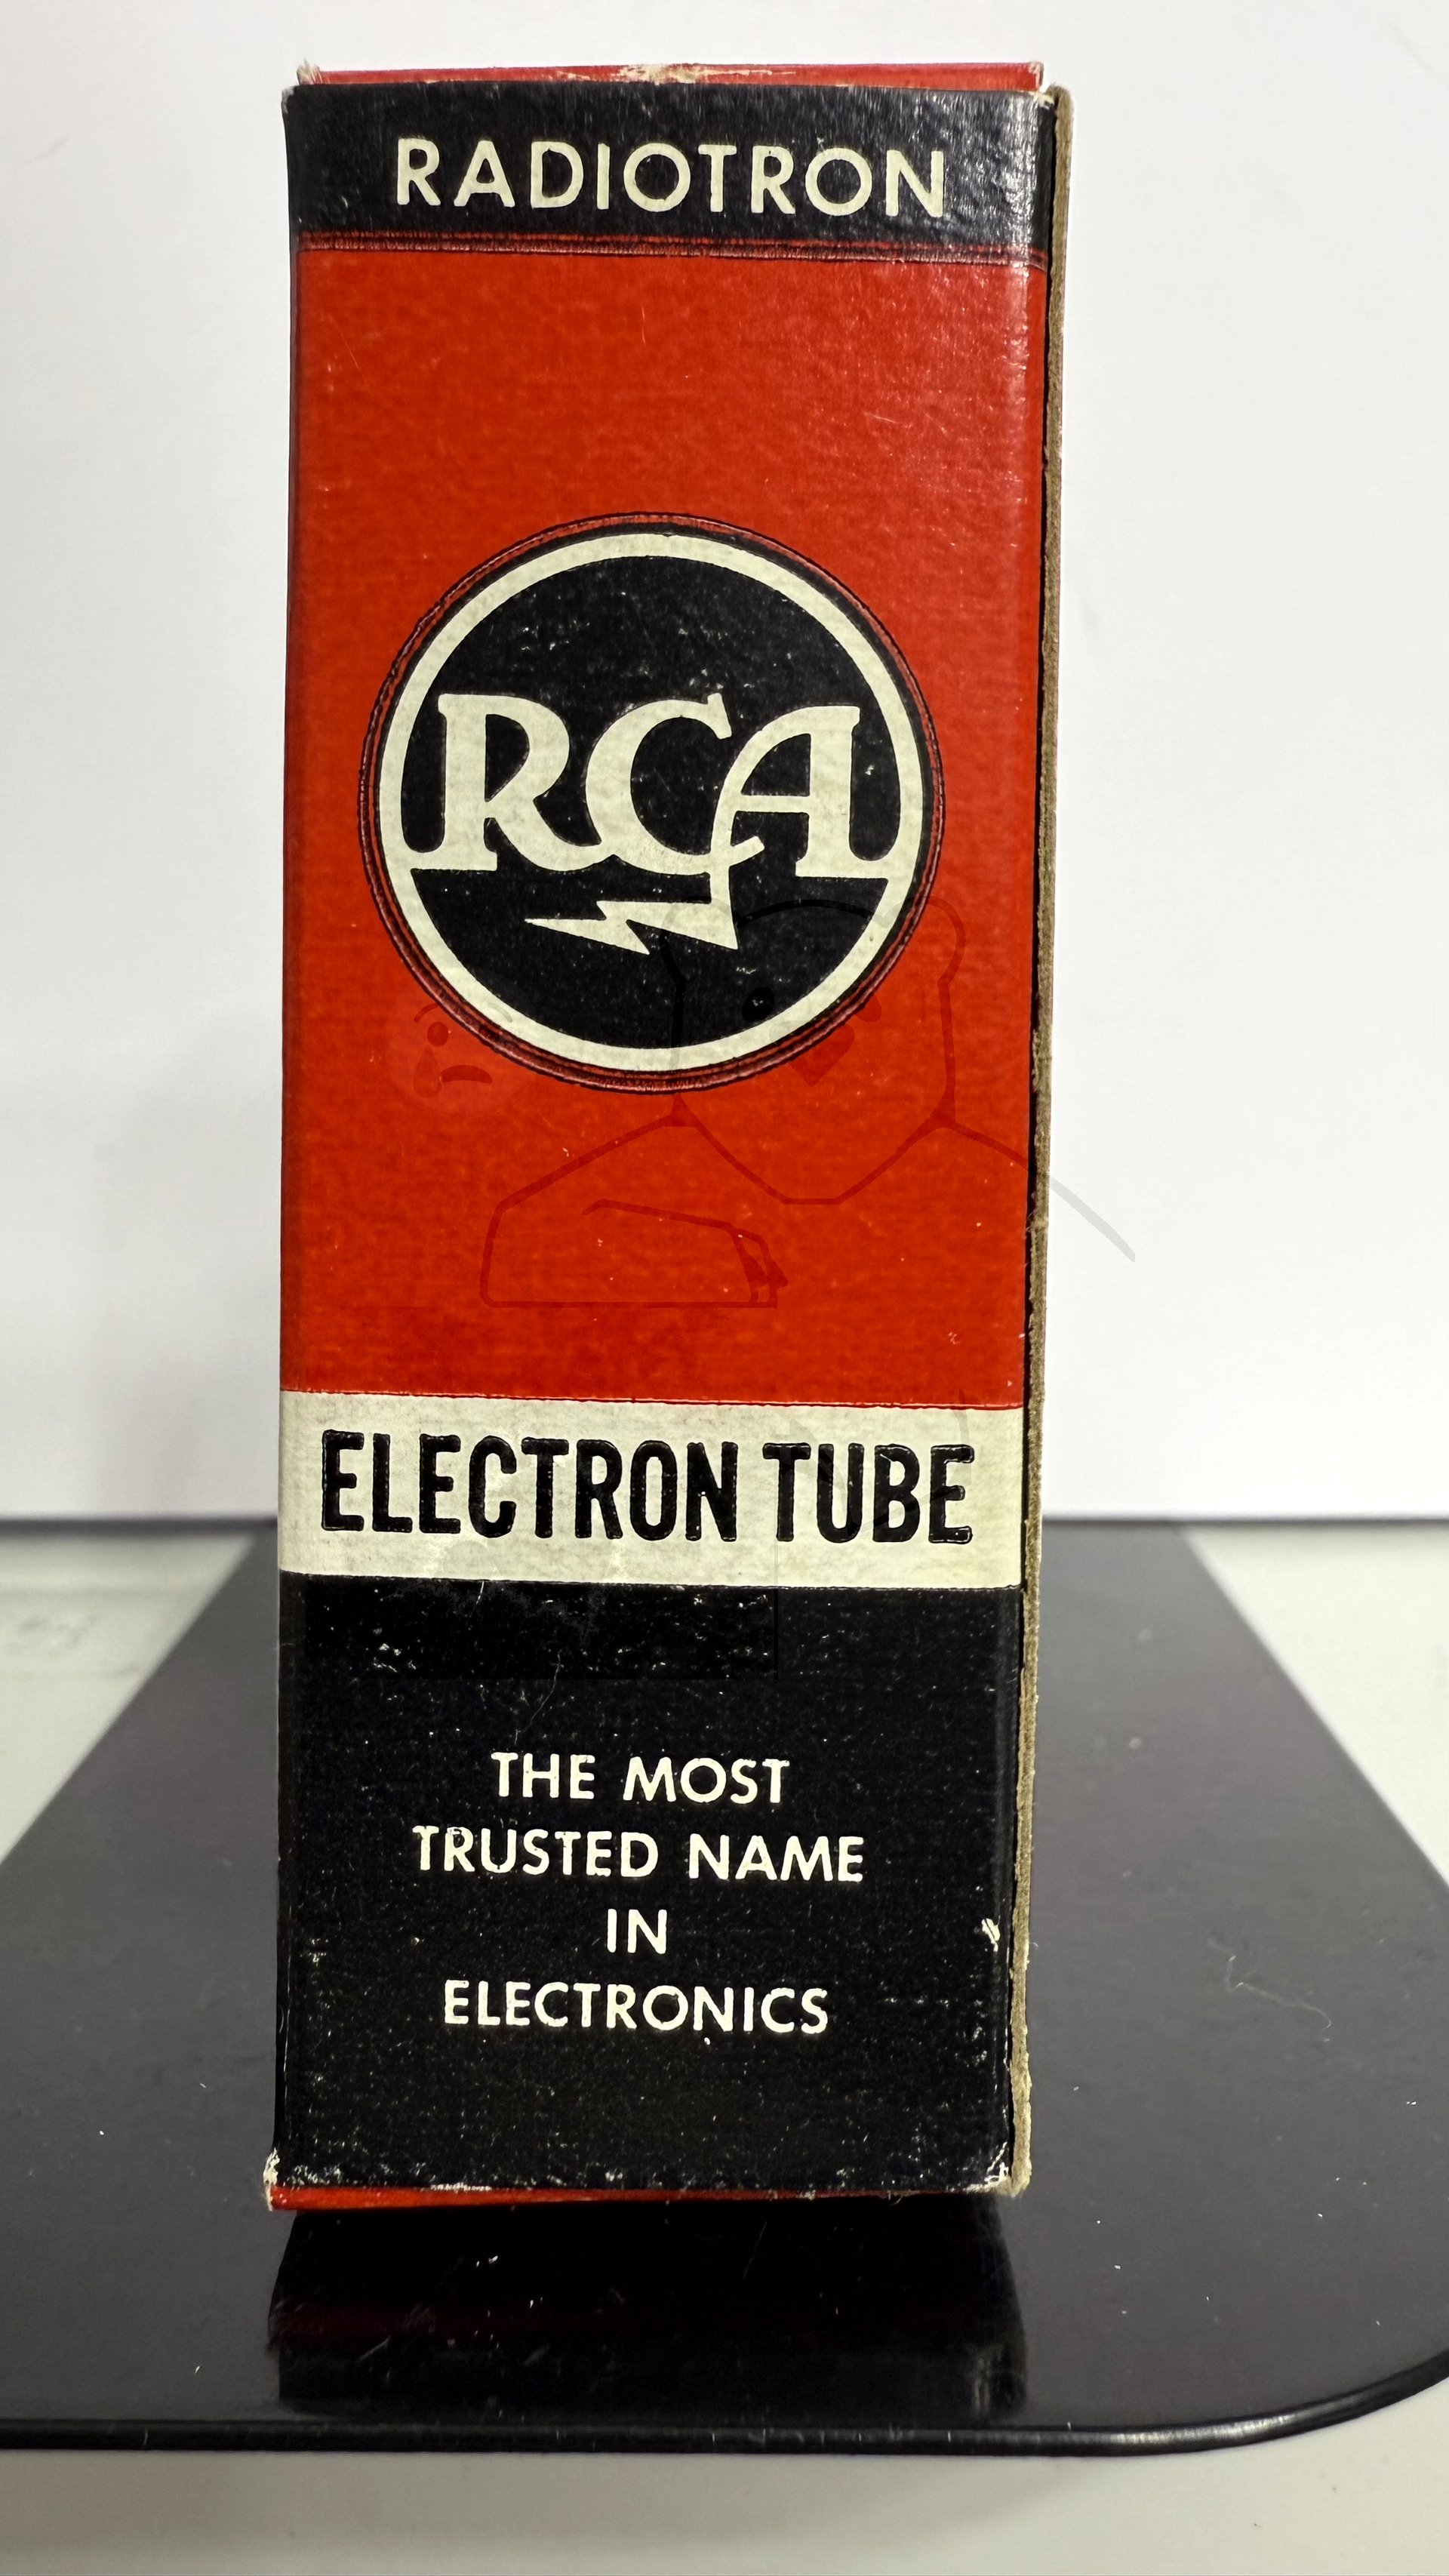 RADIOTRON
RCA
ELECTRON TUBE
THE MOST
TRUSTED NAME
IN
ELECTRONICS